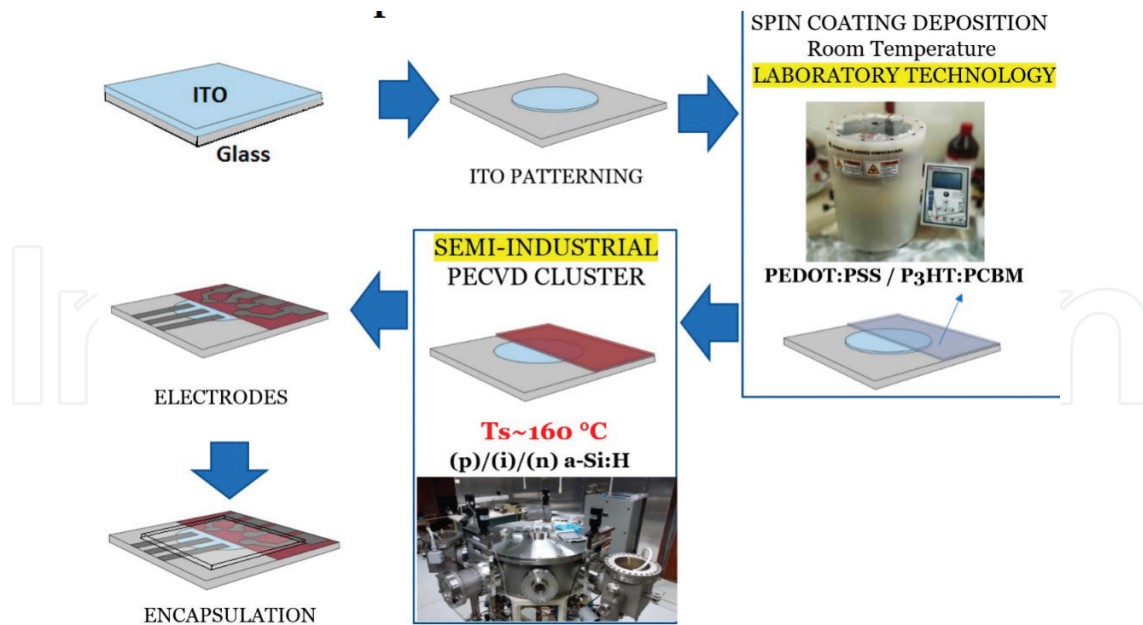 ITO
Glass
ITO PATTERNING
SPIN COATING DEPOSITION
Room Temperature
LABORATORY TECHNOLOGY
PEDOT:PSS / P3HT:PCBM
SEMI-INDUSTRIAL
PECVD CLUSTER
Ts~160 °C
(p)/(i)/(n) a-Si:H
ELECTRODES
ENCAPSULATION